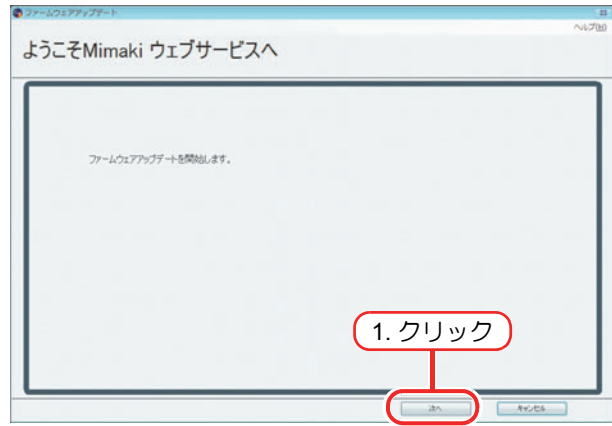 ファームウェアアップデート
ヘルプ(H)
ようこそMimaki ウェブサービスへ
ファームウェアアップデートを開始します。
1. クリック
次へ
キャンセル